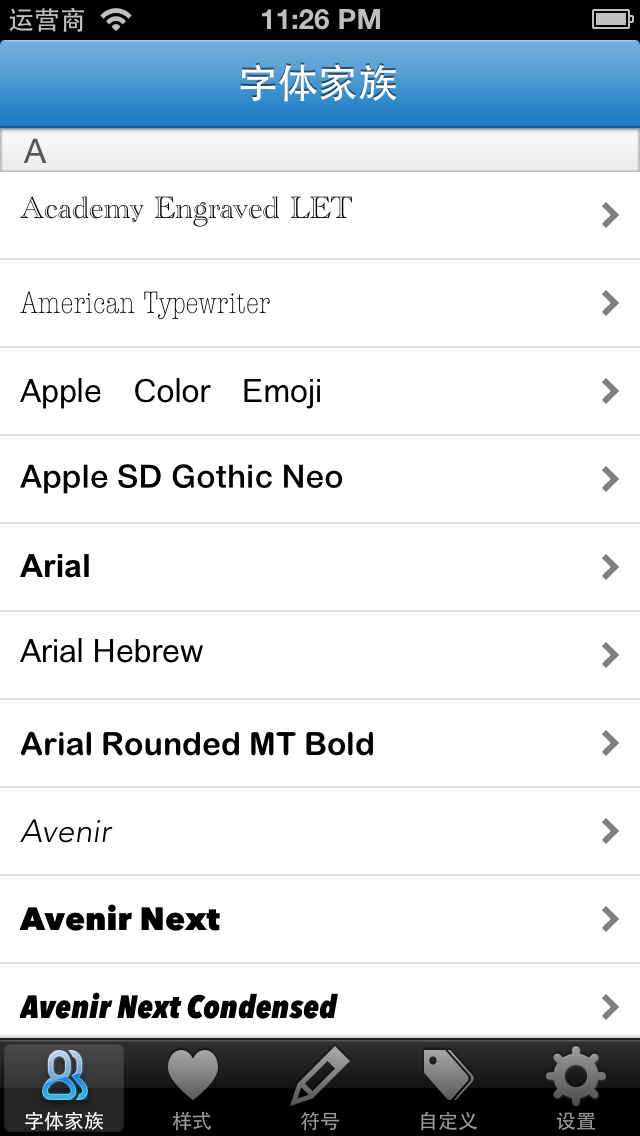 运营商 11:26 PM
字体家族
A
Academy Engraved LET
American Typewriter
Apple Color Emoji
Apple SD Gothic Neo
Arial
Arial Hebrew
Arial Rounded MT Bold
Avenir
Avenir Next
Avenir Next Condensed
字体家族 样式 符号 自定义 设置